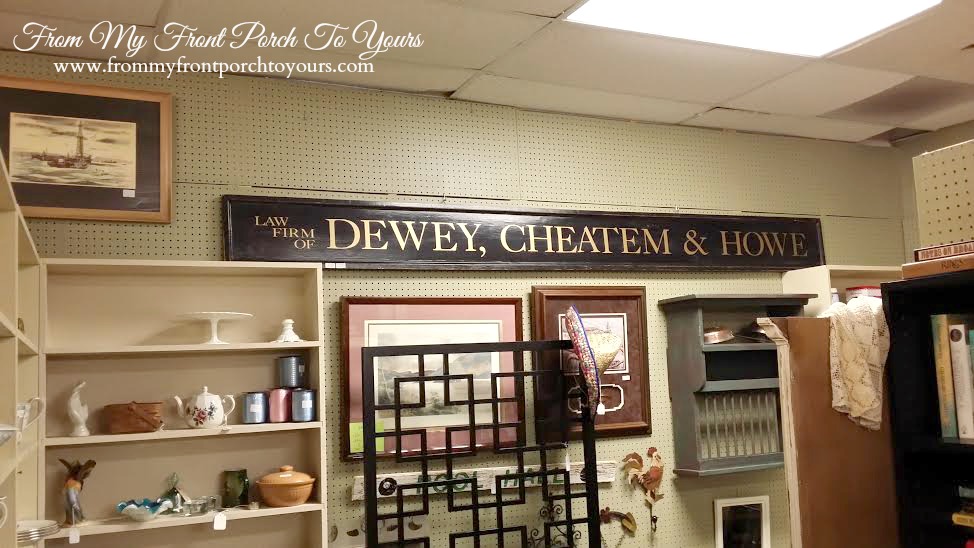 From My Front Porch To Yours
www.frommyfrontporchtoyours.com
LAW
FIRM
OF
DEWEY, CHEATEM & HOWE